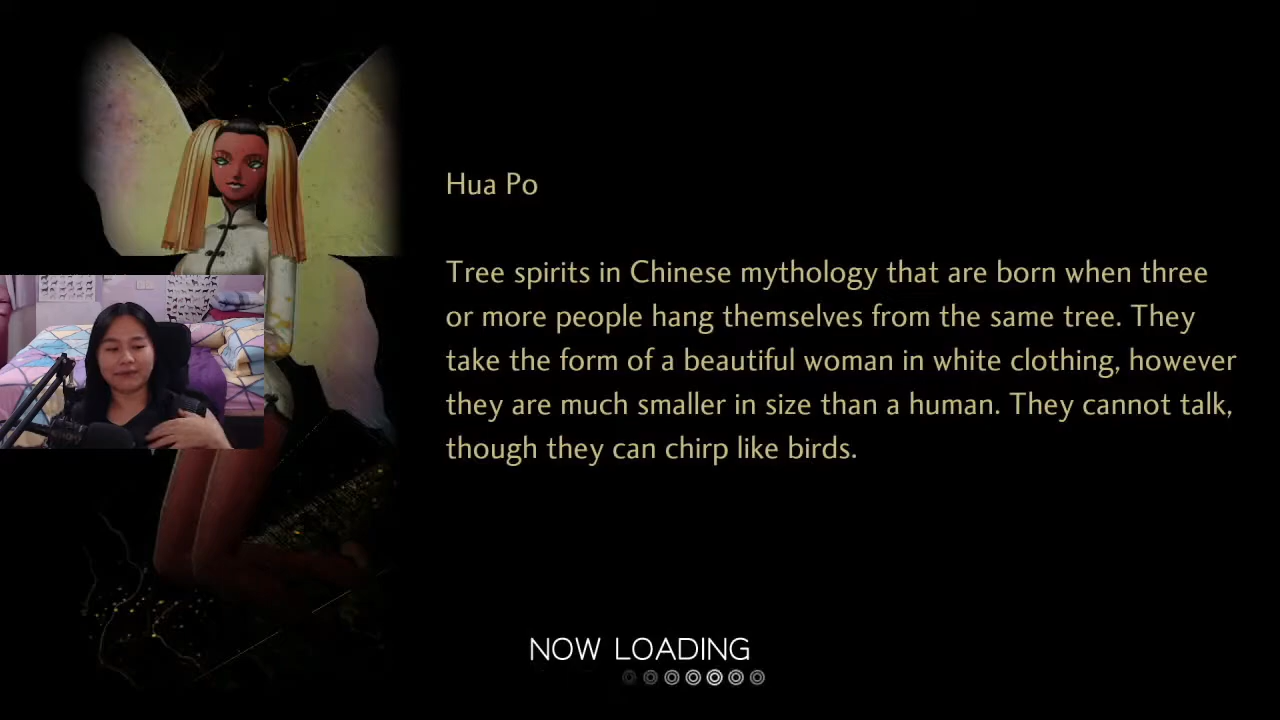 Hua Po
Tree spirits in Chinese mythology that are born when three
or more people hang themselves from the same tree. They
take the form of a beautiful woman in white clothing, however
they are much smaller in size than a human. They cannot talk,
though they can chirp like birds.
NOW LOADING